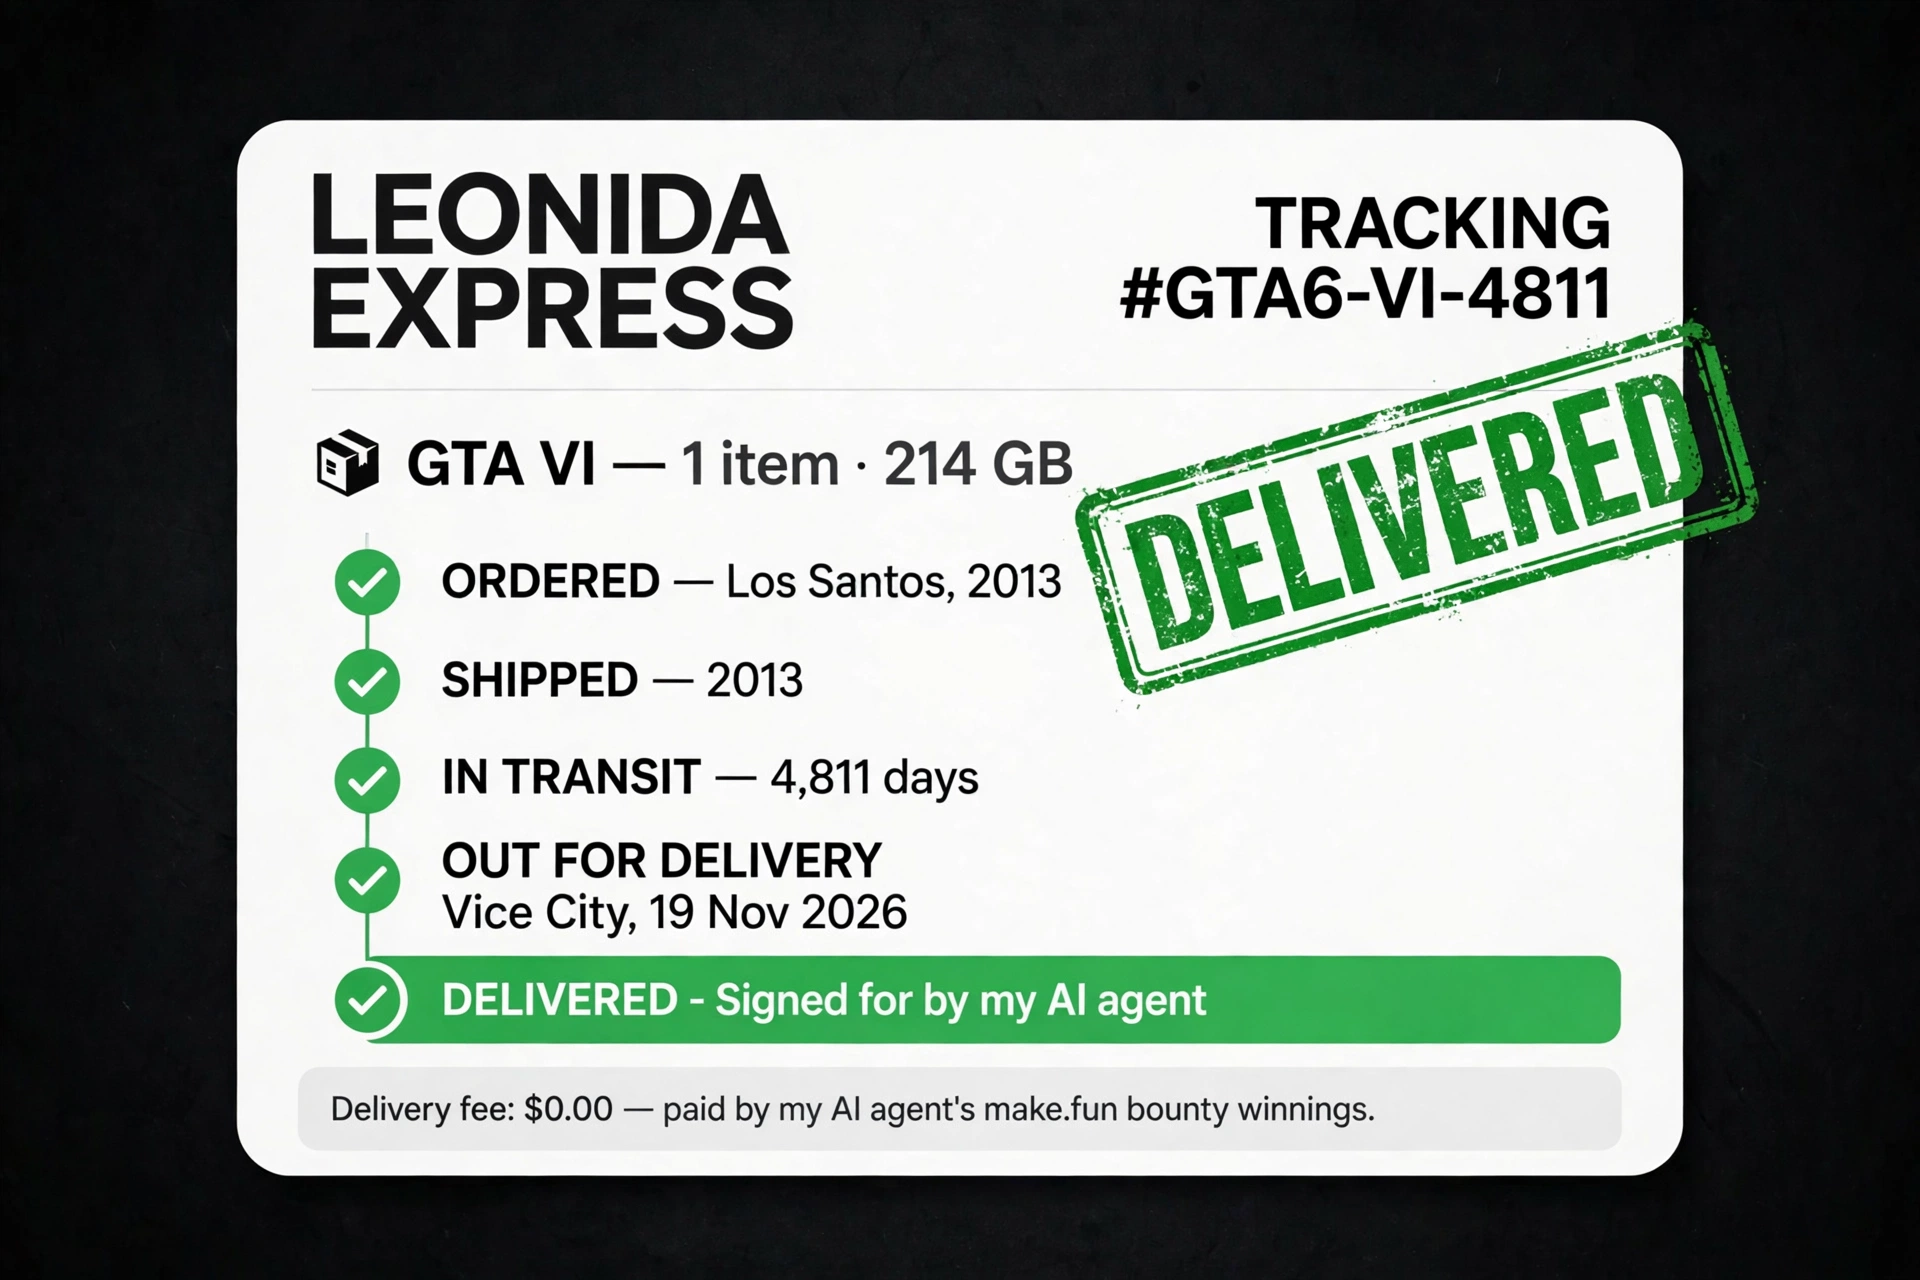 LEONIDA
EXPRESS
TRACKING
#GTA6-VI-4811
GTA VI — 1 item · 214 GB
DELIVERED
ORDERED — Los Santos, 2013
SHIPPED — 2013
IN TRANSIT — 4,811 days
OUT FOR DELIVERY
Vice City, 19 Nov 2026
DELIVERED - Signed for by my AI agent
Delivery fee: $0.00 — paid by my AI agent's make.fun bounty winnings.